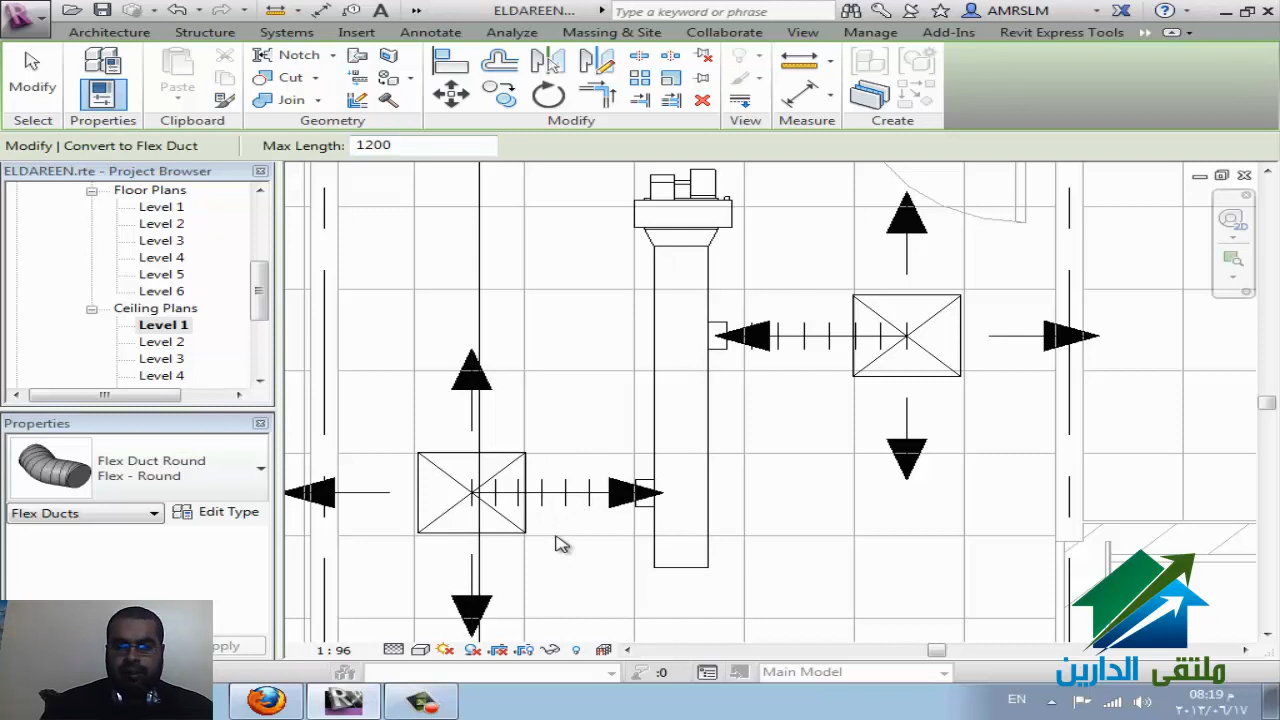 ELDAREEN... Type a keyword or phrase AMRSLM
Architecture Structure Systems Insert Annotate Analyze Massing & Site Collaborate View Manage Add-Ins Revit Express Tools
Modify Paste Notch Cut Join
Select Properties Clipboard Geometry Modify View Measure Create
Modify | Convert to Flex Duct Max Length: 1200
ELDAREEN.rte - Project Browser
Floor Plans
Level 1
Level 2
Level 3
Level 4
Level 5
Level 6
Ceiling Plans
Level 1
Level 2
Level 3
Level 4
Properties
Flex Duct Round
Flex - Round
Flex Ducts Edit Type
2D
1 : 96
:0 Main Model
ملتقى الدارين
EN
08:19 م
٢٠١٣/٠٦/١٧